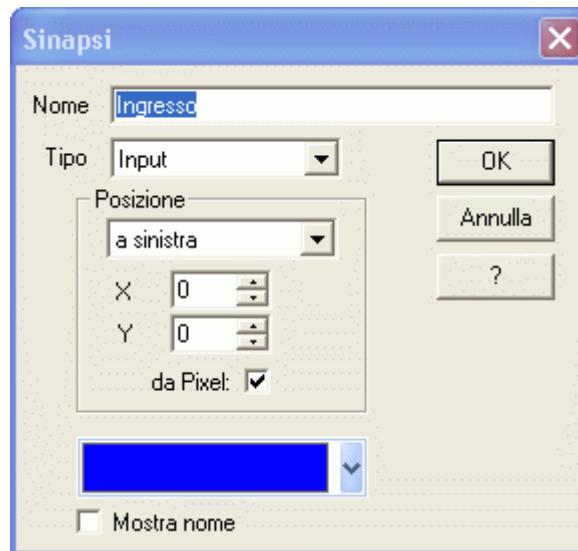 Sinapsi
Nome Ingresso
Tipo Input OK
Posizione
a sinistra Annulla
X 0 ?
Y 0
da Pixel:
Mostra nome